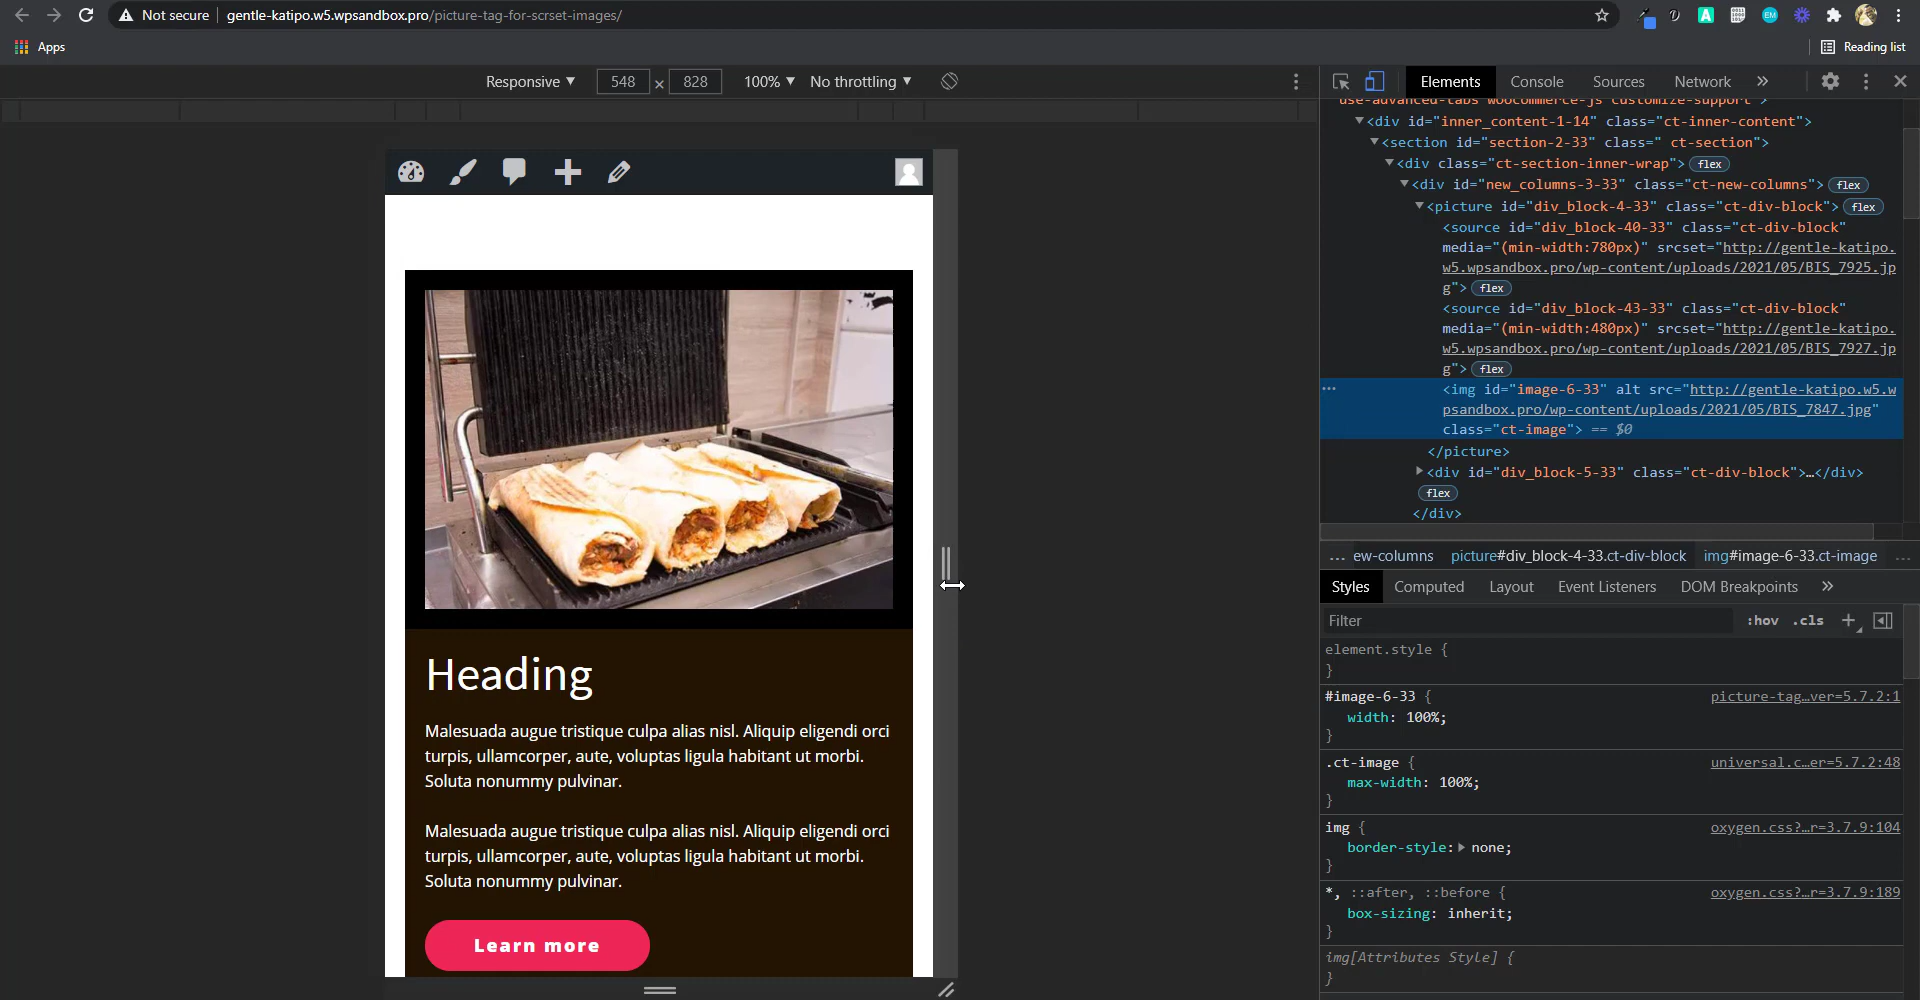 Not secure gentle-katipo.w5.wpsandbox.pro/picture-tag-for-scrset-images/
Apps
Reading list
Responsive ▼ 548 × 828 100% ▼ No throttling ▼
Elements Console Sources Network »
use-advanced-tabs woocommerce-js customize-support">
▼<div id="inner_content-1-14" class="ct-inner-content">
▼<section id="section-2-33" class=" ct-section">
▼<div class="ct-section-inner-wrap"> flex
▼<div id="new_columns-3-33" class="ct-new-columns"> flex
▼<picture id="div_block-4-33" class="ct-div-block"> flex
<source id="div_block-40-33" class="ct-div-block"
media="(min-width:780px)" srcset="http://gentle-katipo.
w5.wpsandbox.pro/wp-content/uploads/2021/05/BIS_7925.jp
g"> flex
<source id="div_block-43-33" class="ct-div-block"
media="(min-width:480px)" srcset="http://gentle-katipo.
w5.wpsandbox.pro/wp-content/uploads/2021/05/BIS_7927.jp
g"> flex
<img id="image-6-33" alt src="http://gentle-katipo.w5.w
psandbox.pro/wp-content/uploads/2021/05/BIS_7847.jpg"
class="ct-image"> == $0
</picture>
▶<div id="div_block-5-33" class="ct-div-block">…</div>
flex
</div>
... ew-columns picture#div_block-4-33.ct-div-block img#image-6-33.ct-image ...
Styles Computed Layout Event Listeners DOM Breakpoints »
Filter :hov .cls +
element.style {
}
#image-6-33 { picture-tag…ver=5.7.2:1
width: 100%;
}
.ct-image { universal.c…er=5.7.2:48
max-width: 100%;
}
img { oxygen.css?…r=3.7.9:104
border-style:▶ none;
}
*, ::after, ::before { oxygen.css?…r=3.7.9:189
box-sizing: inherit;
}
img[Attributes Style] {
}
Heading
Malesuada augue tristique culpa alias nisl. Aliquip eligendi orci
turpis, ullamcorper, aute, voluptas ligula habitant ut morbi.
Soluta nonummy pulvinar.
Malesuada augue tristique culpa alias nisl. Aliquip eligendi orci
turpis, ullamcorper, aute, voluptas ligula habitant ut morbi.
Soluta nonummy pulvinar.
Learn more